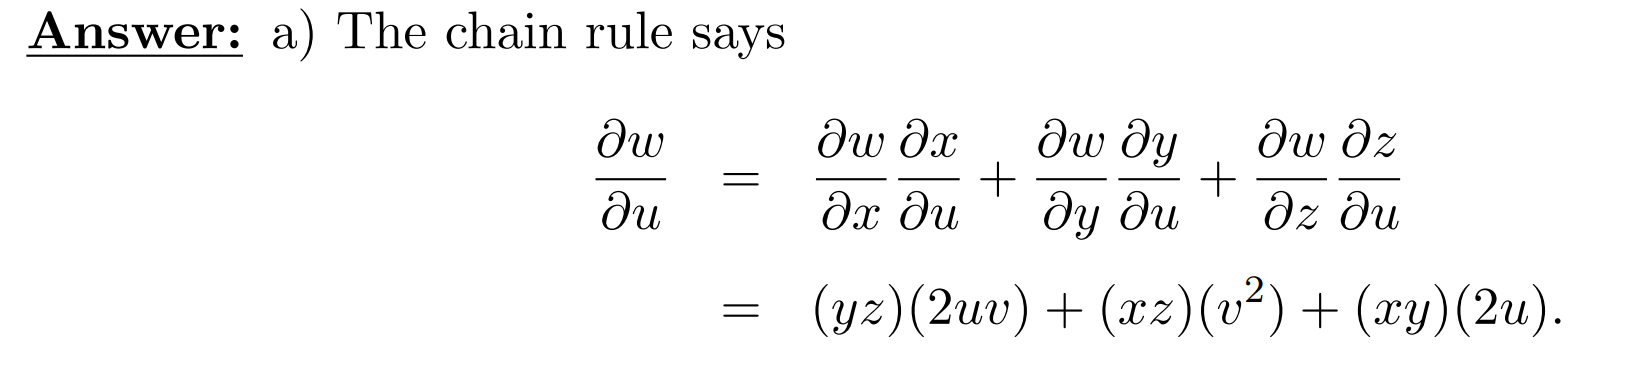 Answer: a) The chain rule says
∂w/∂u = ∂w/∂x ∂x/∂u + ∂w/∂y ∂y/∂u + ∂w/∂z ∂z/∂u
= (yz)(2uv) + (xz)(v²) + (xy)(2u).